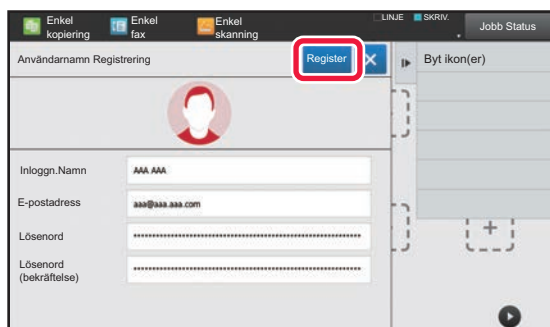 Enkel kopiering
Enkel fax
Enkel skanning
LINJE
SKRIV.
Jobb Status
Användarnamn Registrering
Register
Byt ikon(er)
Inloggn.Namn
AAA AAA
E-postadress
aaa@aaa.aaa.com
Lösenord
Lösenord
(bekräftelse)